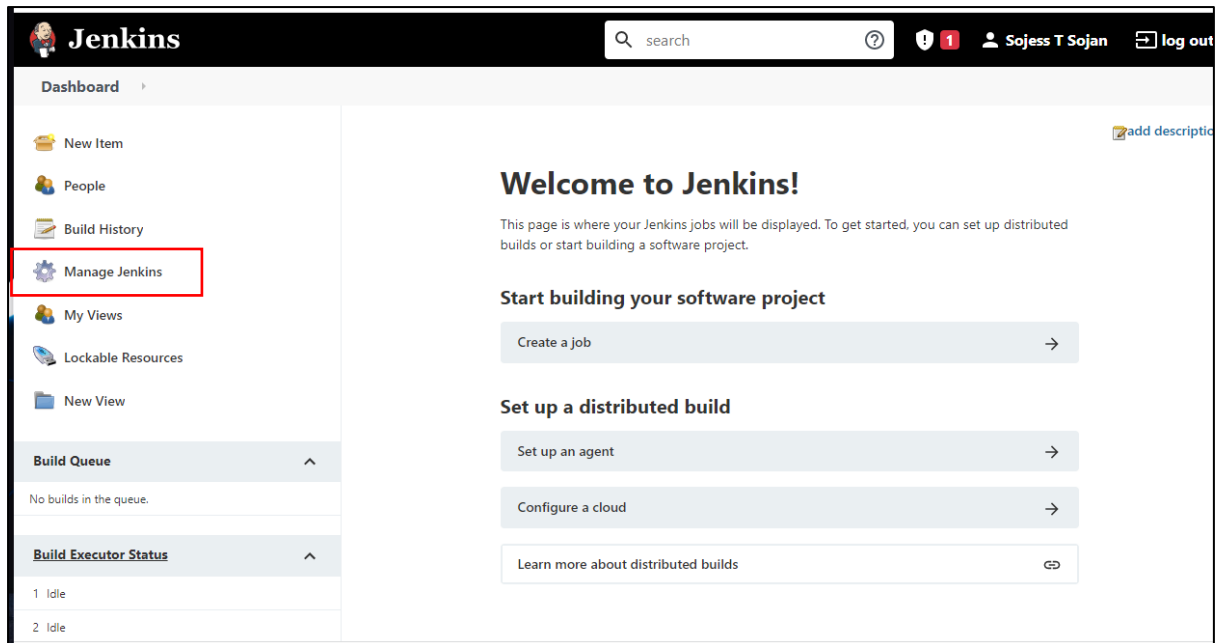 Jenkins
search
1
Sojess T Sojan
log out
Dashboard
add descriptio
New Item
People
Build History
Manage Jenkins
My Views
Lockable Resources
New View
Build Queue
No builds in the queue.
Build Executor Status
1 Idle
2 Idle
Welcome to Jenkins!
This page is where your Jenkins jobs will be displayed. To get started, you can set up distributed
builds or start building a software project.
Start building your software project
Create a job
Set up a distributed build
Set up an agent
Configure a cloud
Learn more about distributed builds